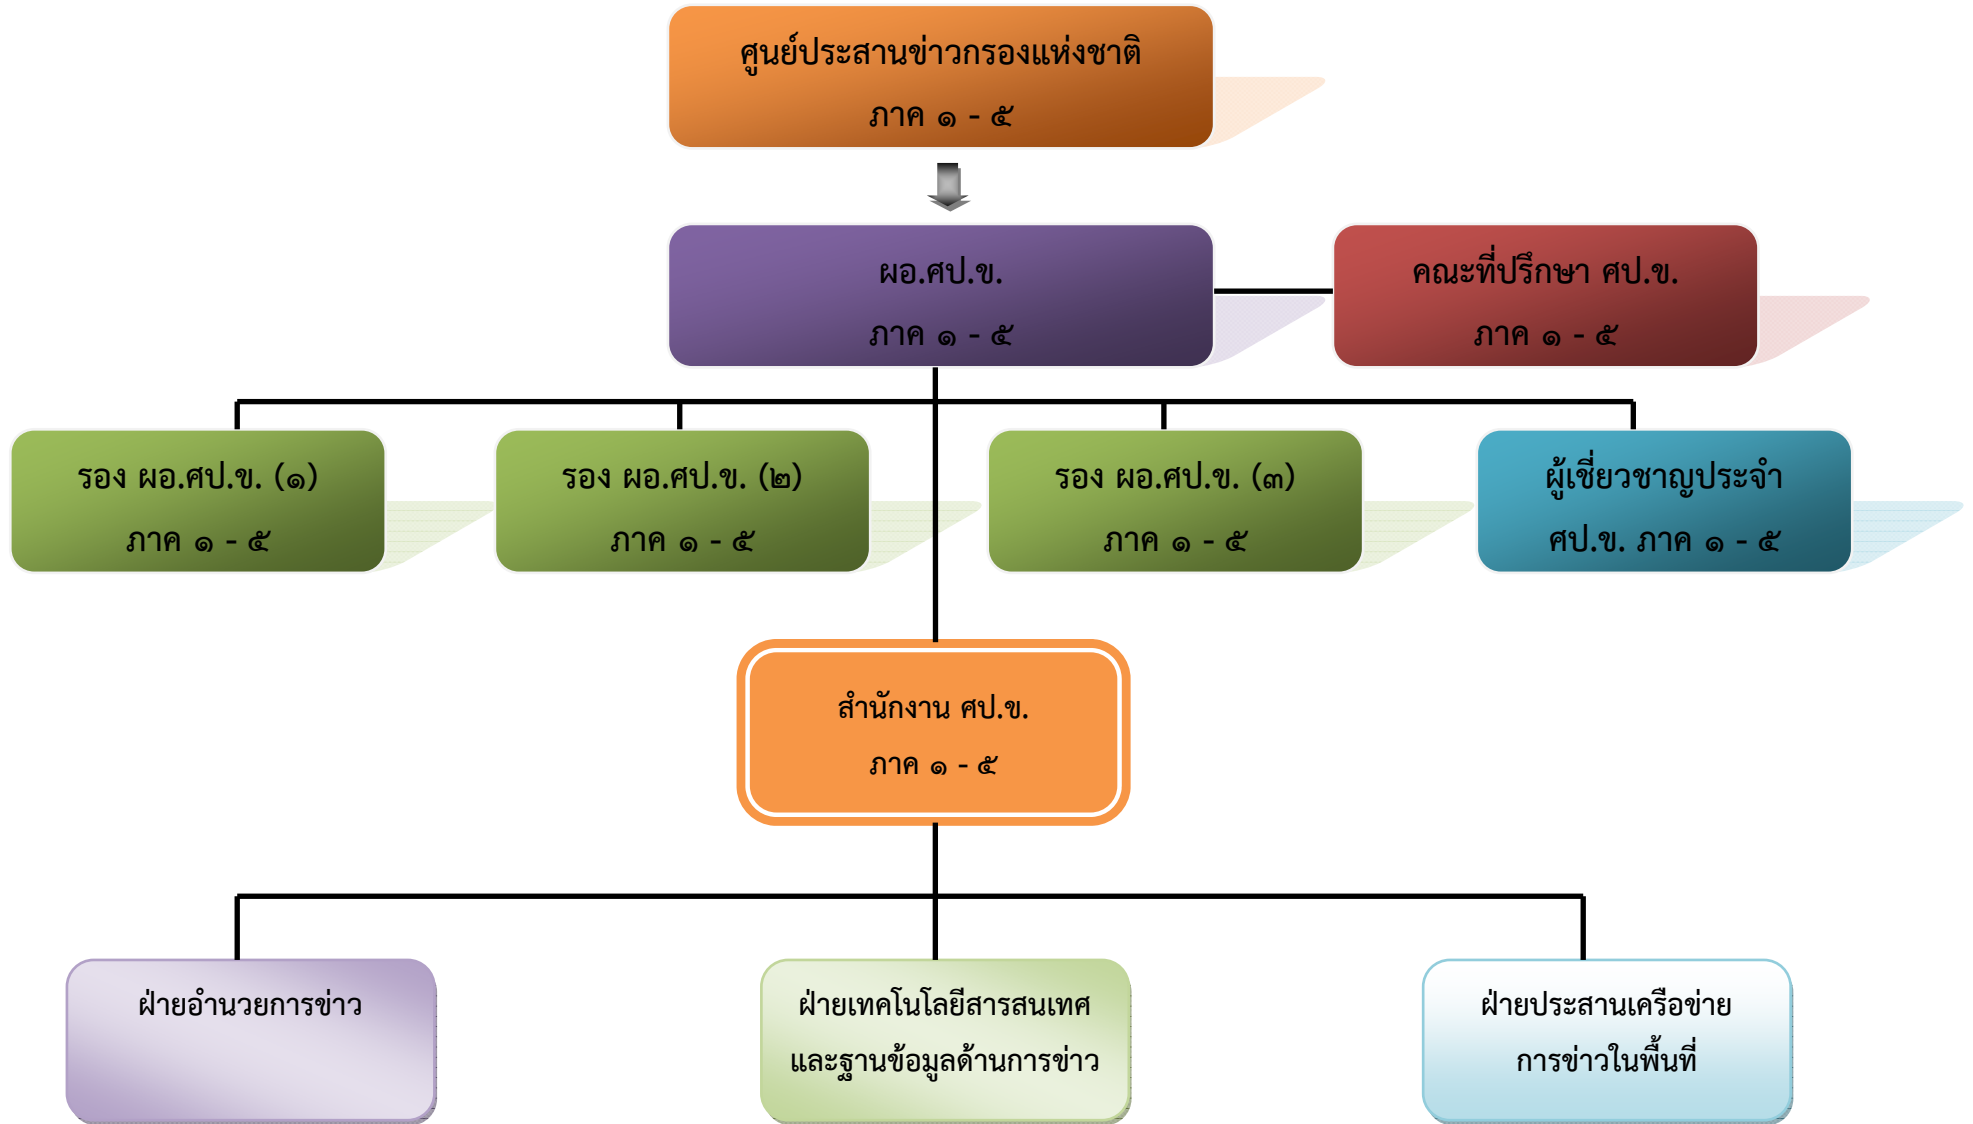 ศูนย์ประสานข่าวกรองแห่งชาติ
ภาค ๑ - ๕
ผอ.ศป.ข.
ภาค ๑ - ๕
คณะที่ปรึกษา ศป.ข.
ภาค ๑ - ๕
รอง ผอ.ศป.ข. (๑)
ภาค ๑ - ๕
รอง ผอ.ศป.ข. (๒)
ภาค ๑ - ๕
รอง ผอ.ศป.ข. (๓)
ภาค ๑ - ๕
ผู้เชี่ยวชาญประจำ
ศป.ข. ภาค ๑ - ๕
สำนักงาน ศป.ข.
ภาค ๑ - ๕
ฝ่ายอำนวยการข่าว
ฝ่ายเทคโนโลยีสารสนเทศ
และฐานข้อมูลด้านการข่าว
ฝ่ายประสานเครือข่าย
การข่าวในพื้นที่